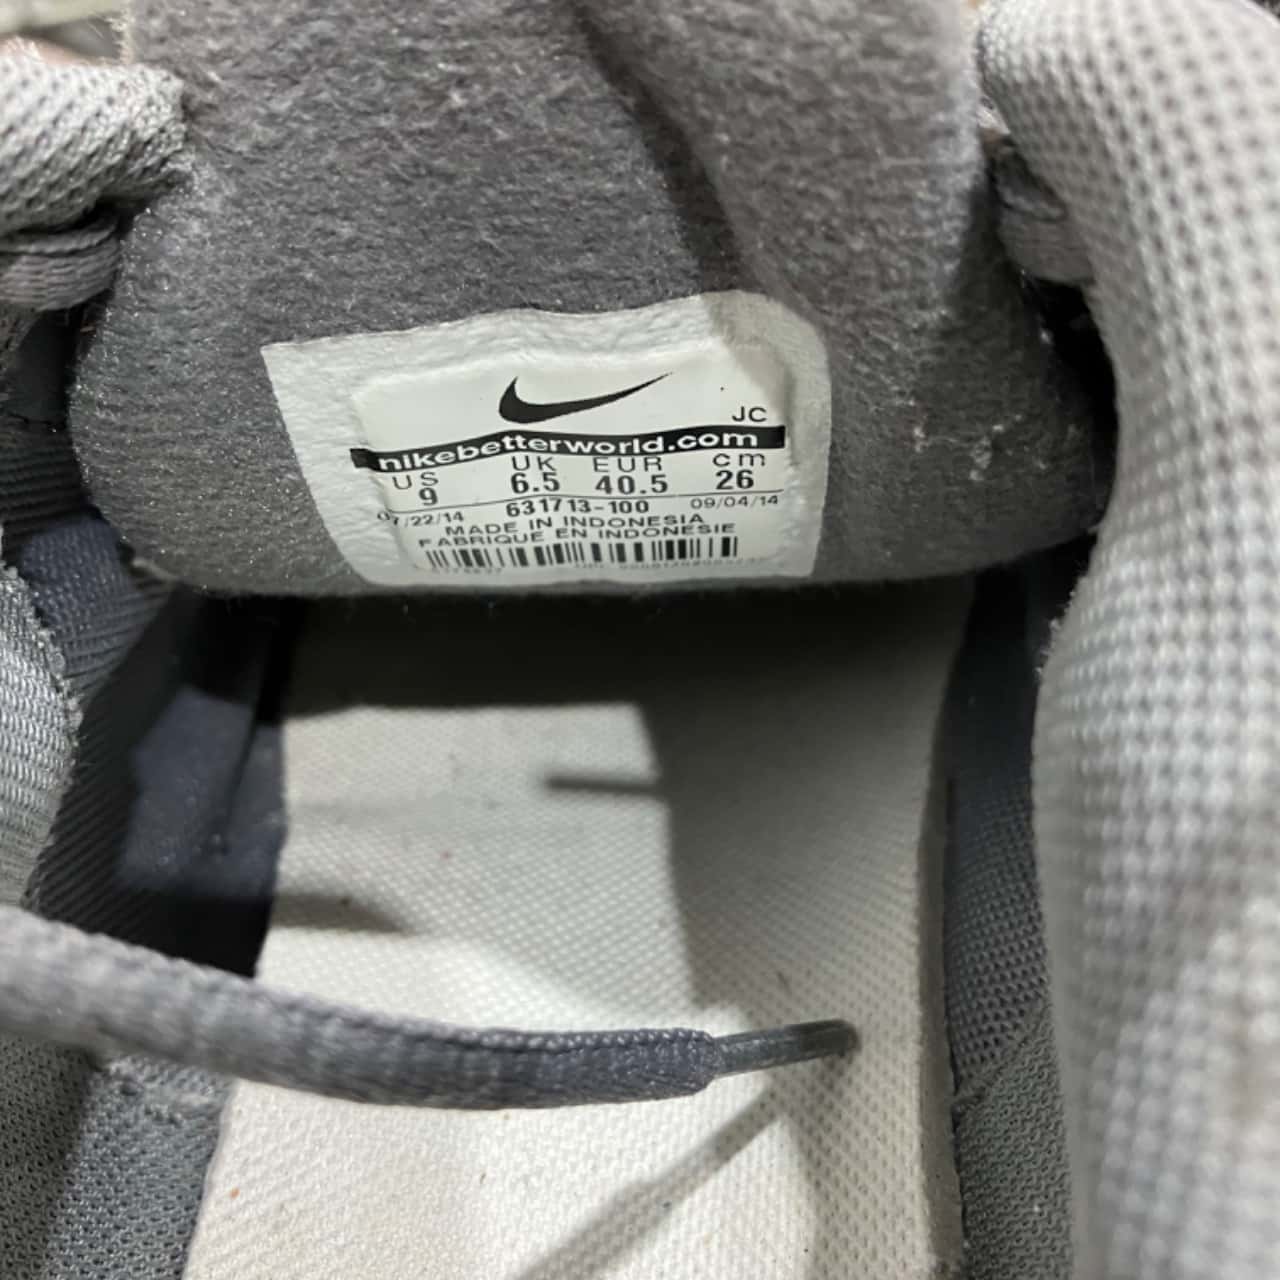 JC
nikebetterworld.com
US UK EUR cm
9 6.5 40.5 26
07/22/14 631713-100 09/04/14
MADE IN INDONESIA
FABRIQUE EN INDONESIE